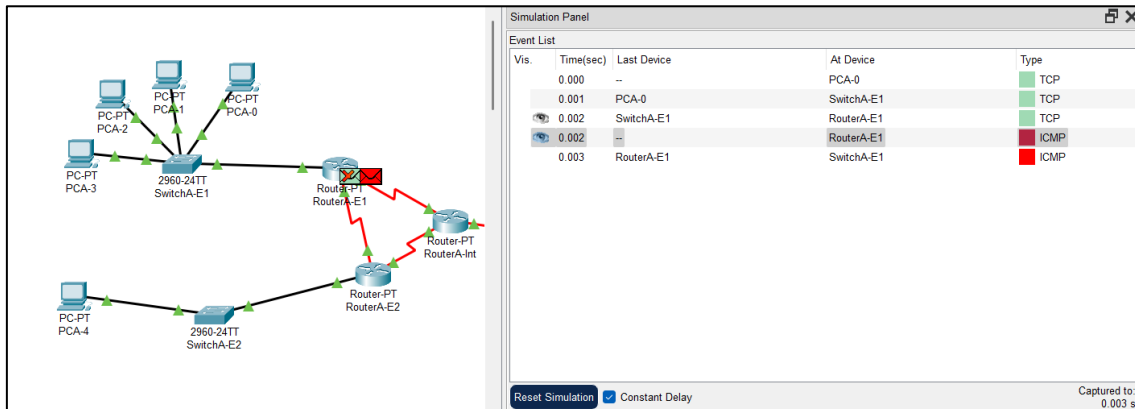 PC-PT
PCA-2
PC-PT
PCA-1
PC-PT
PCA-0
PC-PT
PCA-3
2960-24TT
SwitchA-E1
Router-PT
RouterA-E1
Router-PT
RouterA-Int
Router-PT
RouterA-E2
PC-PT
PCA-4
2960-24TT
SwitchA-E2
Simulation Panel
Event List
Vis. Time(sec) Last Device At Device Type
0.000 -- PCA-0 TCP
0.001 PCA-0 SwitchA-E1 TCP
0.002 SwitchA-E1 RouterA-E1 TCP
0.002 -- RouterA-E1 ICMP
0.003 RouterA-E1 SwitchA-E1 ICMP
Reset Simulation Constant Delay Captured to:
0.003 s